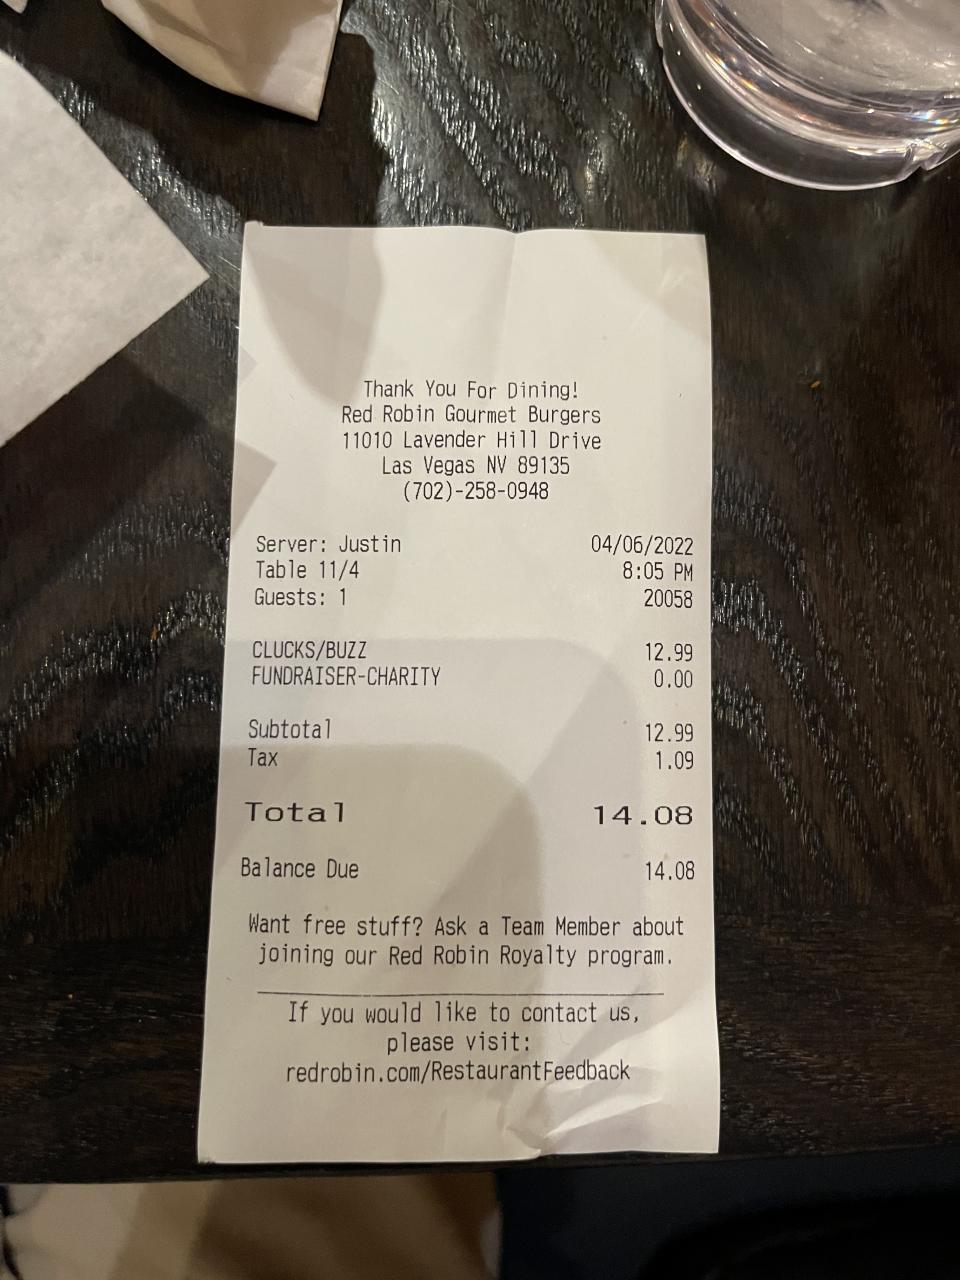 Thank You For Dining!
Red Robin Gourmet Burgers
11010 Lavender Hill Drive
Las Vegas NV 89135
(702)-258-0948
Server: Justin 04/06/2022
Table 11/4 8:05 PM
Guests: 1 20058
CLUCKS/BUZZ 12.99
FUNDRAISER-CHARITY 0.00
Subtotal 12.99
Tax 1.09
Total 14.08
Balance Due 14.08
Want free stuff? Ask a Team Member about
joining our Red Robin Royalty program.
If you would like to contact us,
please visit:
redrobin.com/RestaurantFeedback